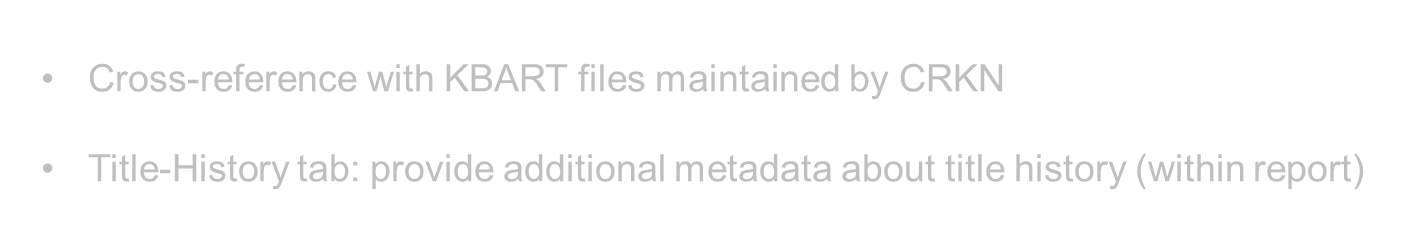 • Cross-reference with KBART files maintained by CRKN
• Title-History tab: provide additional metadata about title history (within report)